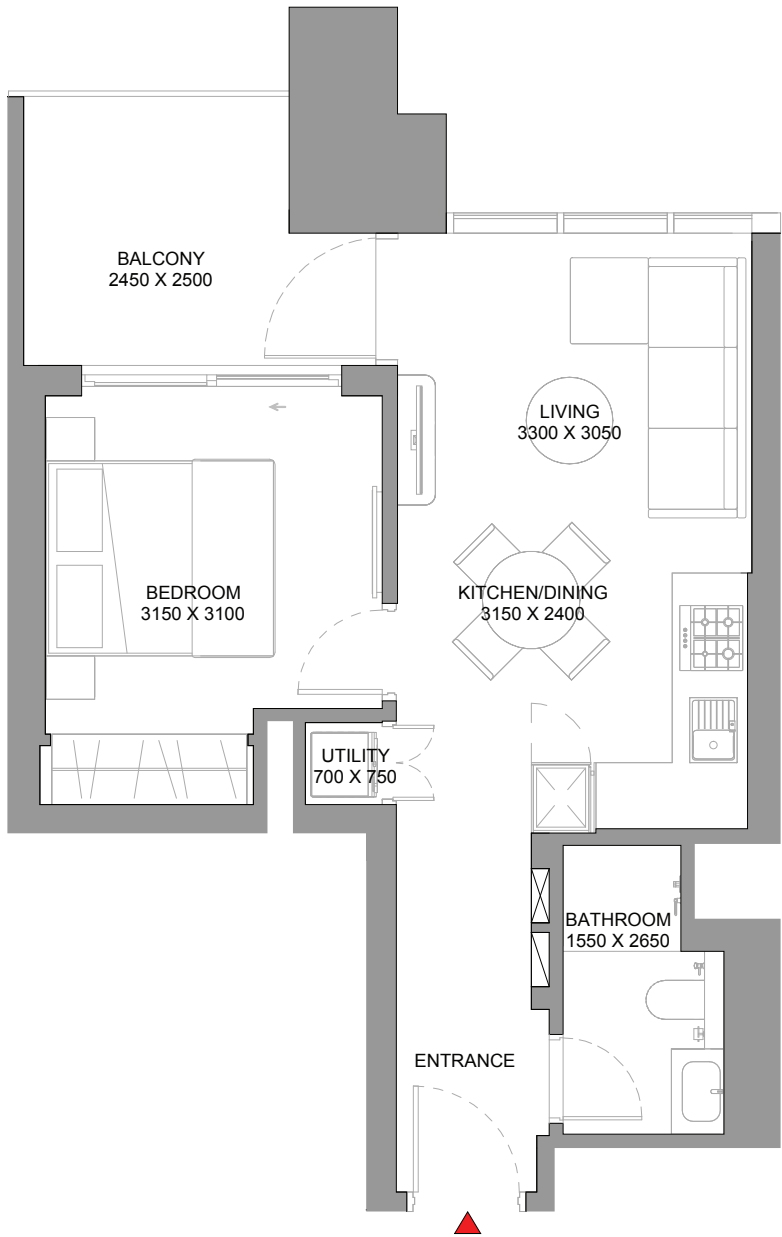 BALCONY
2450 X 2500
LIVING
3300 X 3050
BEDROOM
3150 X 3100
KITCHEN/DINING
3150 X 2400
UTILITY
700 X 750
BATHROOM
1550 X 2650
ENTRANCE